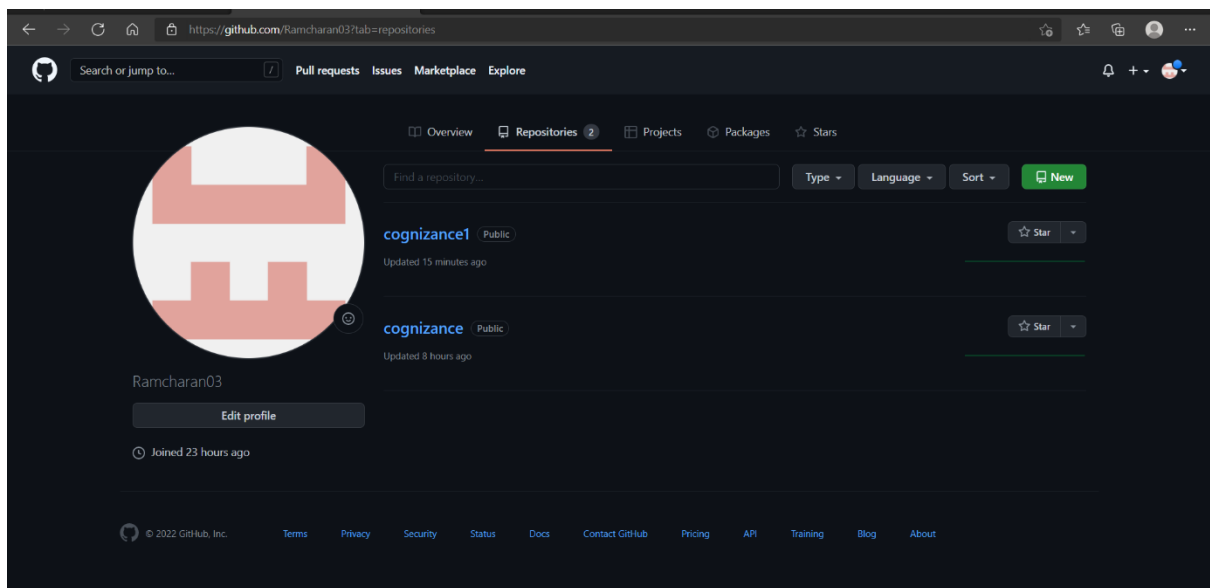 https://github.com/Ramcharan03?tab=repositories
Search or jump to... / Pull requests Issues Marketplace Explore
Overview Repositories 2 Projects Packages Stars
Find a repository... Type Language Sort New
cognizance1 Public Star
Updated 15 minutes ago
cognizance Public Star
Updated 8 hours ago
Ramcharan03
Edit profile
Joined 23 hours ago
© 2022 GitHub, Inc. Terms Privacy Security Status Docs Contact GitHub Pricing API Training Blog About